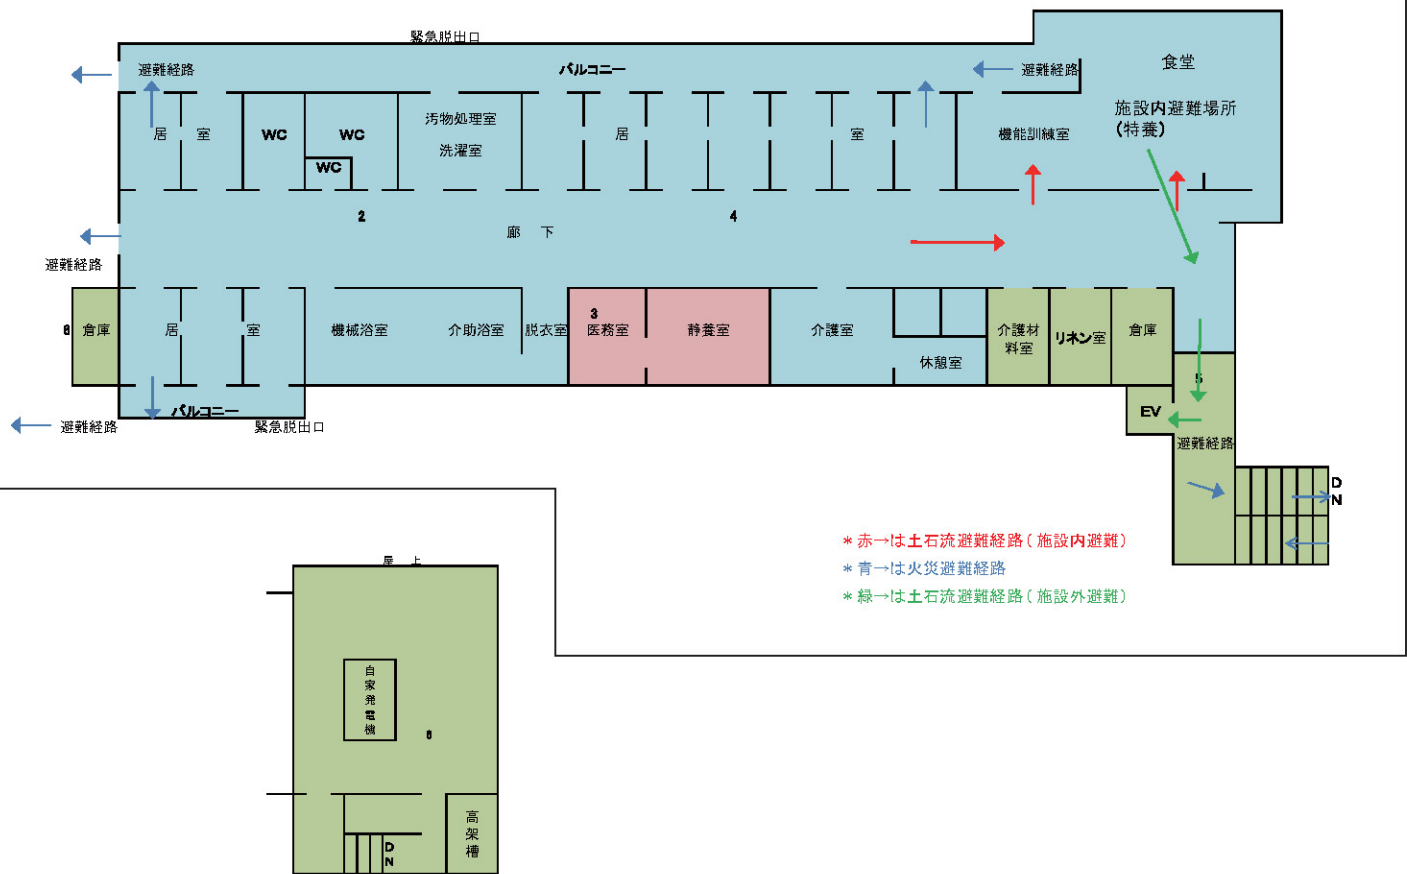 緊急脱出口
避難経路
バルコニー
避難経路
食堂
施設内避難場所
(特養)
居 室
WC
WC
WC
汚物処理室
洗濯室
居 室
機能訓練室
2
4
廊 下
避難経路
倉庫
居 室
機械浴室
介助浴室
脱衣室
3
医務室
静養室
介護室
休憩室
介護材
料室
リネン室
倉庫
5
EV
避難経路
バルコニー
避難経路
緊急脱出口
D
N
*赤→は土石流避難経路(施設内避難)
*青→は火災避難経路
*緑→は土石流避難経路(施設外避難)
屋 上
自
家
発
電
機
高
架
槽
D
N